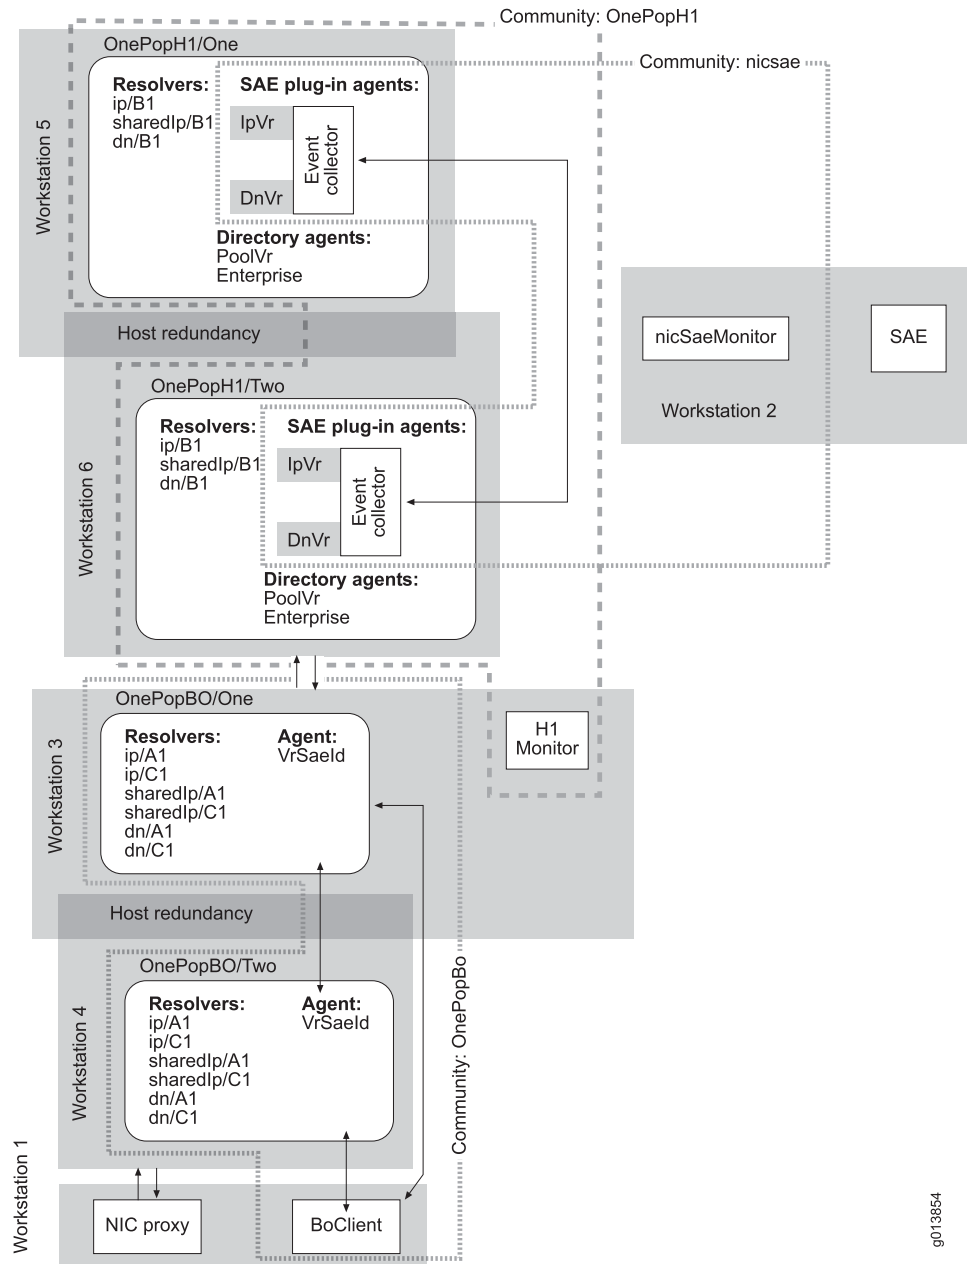 Community: OnePopH1
OnePopH1/One
Community: nicsae
Workstation 5
Resolvers:
ip/B1
sharedIp/B1
dn/B1
SAE plug-in agents:
IpVr
Event
collector
DnVr
Directory agents:
PoolVr
Enterprise
Host redundancy
nicSaeMonitor
SAE
Workstation 2
OnePopH1/Two
Workstation 6
Resolvers:
ip/B1
sharedIp/B1
dn/B1
SAE plug-in agents:
IpVr
Event
collector
DnVr
Directory agents:
PoolVr
Enterprise
OnePopBO/One
Workstation 3
Resolvers:
ip/A1
ip/C1
sharedIp/A1
sharedIp/C1
dn/A1
dn/C1
Agent:
VrSaeId
H1
Monitor
Host redundancy
OnePopBO/Two
Workstation 4
Resolvers:
ip/A1
ip/C1
sharedIp/A1
sharedIp/C1
dn/A1
dn/C1
Agent:
VrSaeId
Community: OnePopBo
Workstation 1
NIC proxy
BoClient
g013854